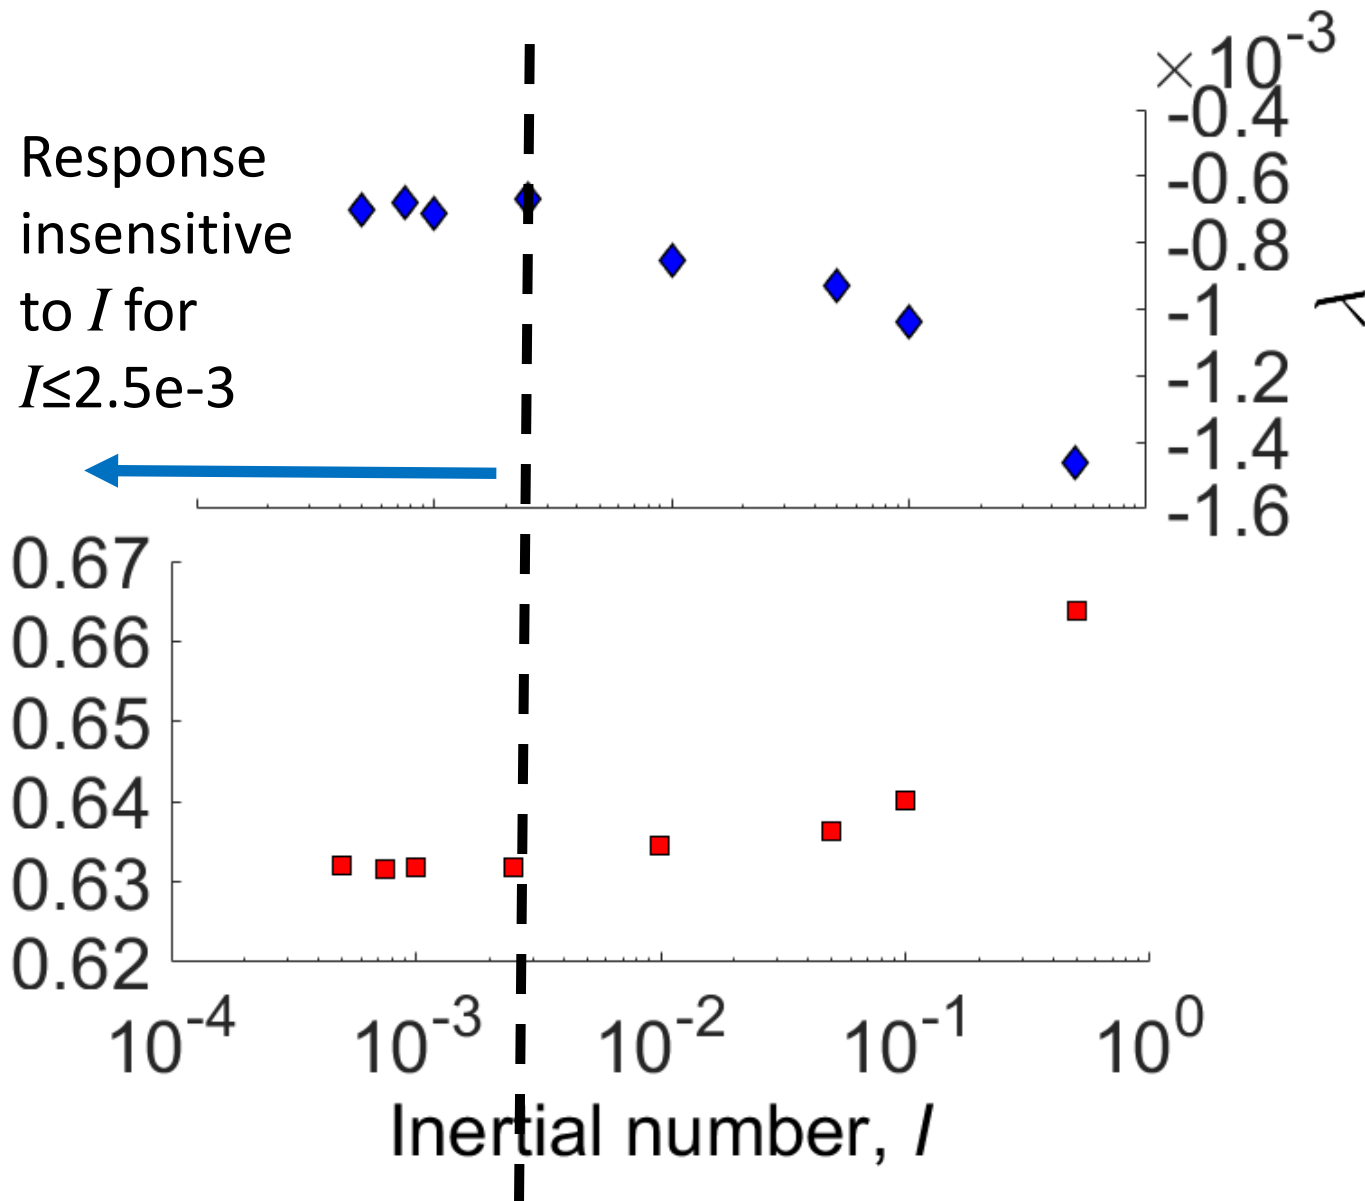 ×10-3
-0.4
Response
insensitive
to I for
I≤2.5e-3
-0.6
-0.8
-1
-1.2
-1.4
-1.6
λ
0.67
0.66
0.65
0.64
0.63
0.62
10-4 10-3 10-2 10-1 100
Inertial number, I